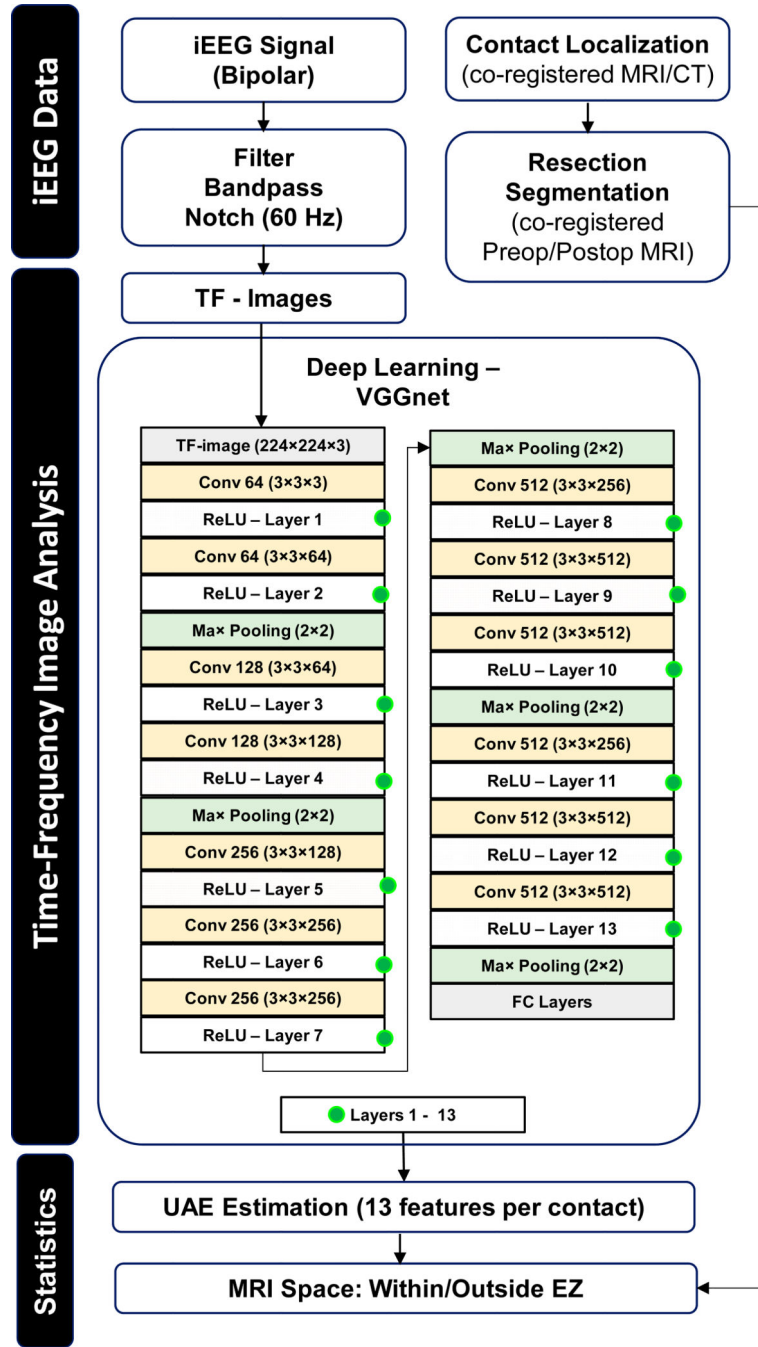 iEEG Data
iEEG Signal
(Bipolar)
Filter
Bandpass
Notch (60 Hz)
Contact Localization
(co-registered MRI/CT)
Resection
Segmentation
(co-registered
Preop/Postop MRI)
Time-Frequency Image Analysis
TF - Images
Deep Learning –
VGGnet
TF-image (224×224×3)
Conv 64 (3×3×3)
ReLU – Layer 1
Conv 64 (3×3×64)
ReLU – Layer 2
Ma× Pooling (2×2)
Conv 128 (3×3×64)
ReLU – Layer 3
Conv 128 (3×3×128)
ReLU – Layer 4
Ma× Pooling (2×2)
Conv 256 (3×3×128)
ReLU – Layer 5
Conv 256 (3×3×256)
ReLU – Layer 6
Conv 256 (3×3×256)
ReLU – Layer 7
Ma× Pooling (2×2)
Conv 512 (3×3×256)
ReLU – Layer 8
Conv 512 (3×3×512)
ReLU – Layer 9
Conv 512 (3×3×512)
ReLU – Layer 10
Ma× Pooling (2×2)
Conv 512 (3×3×256)
ReLU – Layer 11
Conv 512 (3×3×512)
ReLU – Layer 12
Conv 512 (3×3×512)
ReLU – Layer 13
Ma× Pooling (2×2)
FC Layers
Layers 1 - 13
Statistics
UAE Estimation (13 features per contact)
MRI Space: Within/Outside EZ